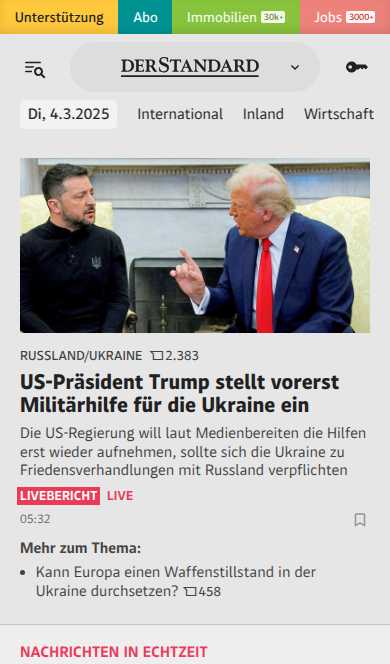 Unterstützung Abo Immobilien 30k+ Jobs 3000+
DERSTANDARD
Di, 4.3.2025 International Inland Wirtschaft
RUSSLAND/UKRAINE 2.383
US-Präsident Trump stellt vorerst
Militärhilfe für die Ukraine ein
Die US-Regierung will laut Medienbereiten die Hilfen
erst wieder aufnehmen, sollte sich die Ukraine zu
Friedensverhandlungen mit Russland verpflichten
LIVEBERICHT LIVE
05:32
Mehr zum Thema:
• Kann Europa einen Waffenstillstand in der
Ukraine durchsetzen? 458
NACHRICHTEN IN ECHTZEIT